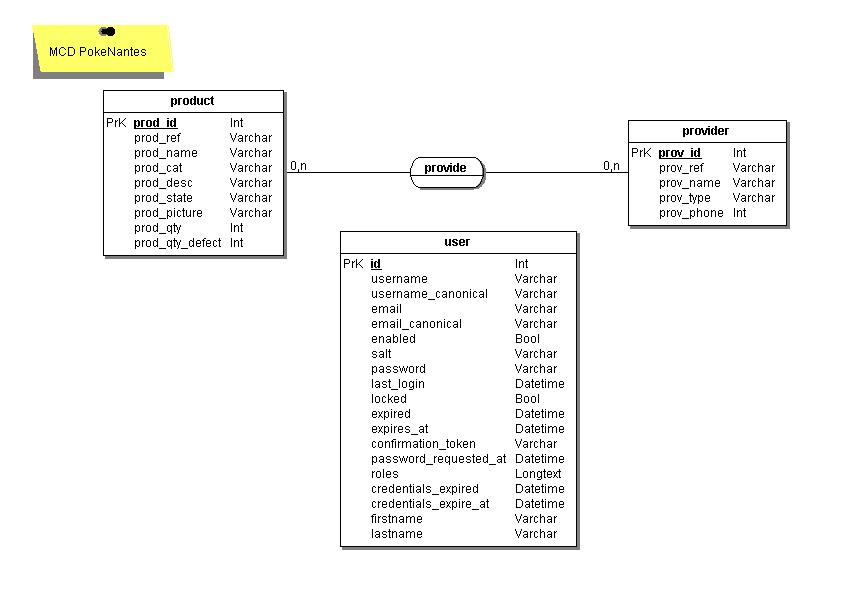 MCD PokeNantes
product
PrK prod_id Int
prod_ref Varchar
prod_name Varchar
prod_cat Varchar
prod_desc Varchar
prod_state Varchar
prod_picture Varchar
prod_qty Int
prod_qty_defect Int
0,n
provide
0,n
provider
PrK prov_id Int
prov_ref Varchar
prov_name Varchar
prov_type Varchar
prov_phone Int
user
PrK id Int
username Varchar
username_canonical Varchar
email Varchar
email_canonical Varchar
enabled Bool
salt Varchar
password Varchar
last_login Datetime
locked Bool
expired Datetime
expires_at Datetime
confirmation_token Varchar
password_requested_at Datetime
roles Longtext
credentials_expired Datetime
credentials_expire_at Datetime
firstname Varchar
lastname Varchar